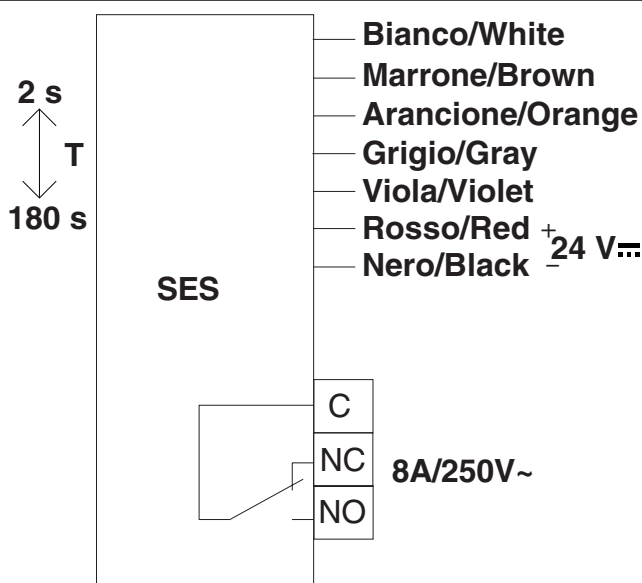 Bianco/White
Marrone/Brown
2 s
Arancione/Orange
T
Grigio/Gray
Viola/Violet
180 s
Rosso/Red +
24 V⎓
Nero/Black −
SES
C
NC
8A/250V~
NO